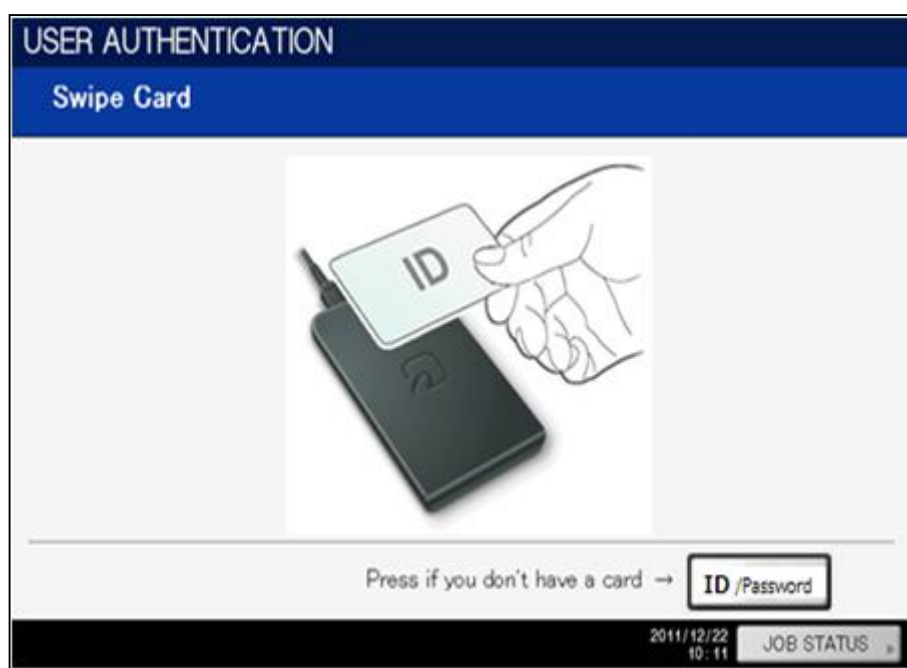 USER AUTHENTICATION
Swipe Card
ID
Press if you don't have a card →
ID /Password
2011/12/22
10:11
JOB STATUS